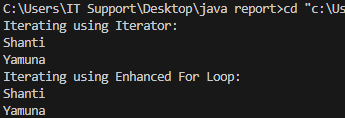 C:\Users\IT Support\Desktop\java report>cd "c:\Us
Iterating using Iterator:
Shanti
Yamuna
Iterating using Enhanced For Loop:
Shanti
Yamuna